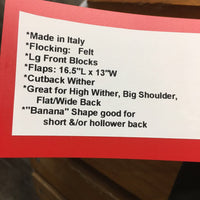 *Made in Italy
*Flocking:  Felt
*Lg Front Blocks
*Flaps: 16.5"L x 13"W
*Cutback Wither
*Great for High Wither, Big Shoulder,
Flat/Wide Back
*"Banana" Shape good for
short &/or hollower back